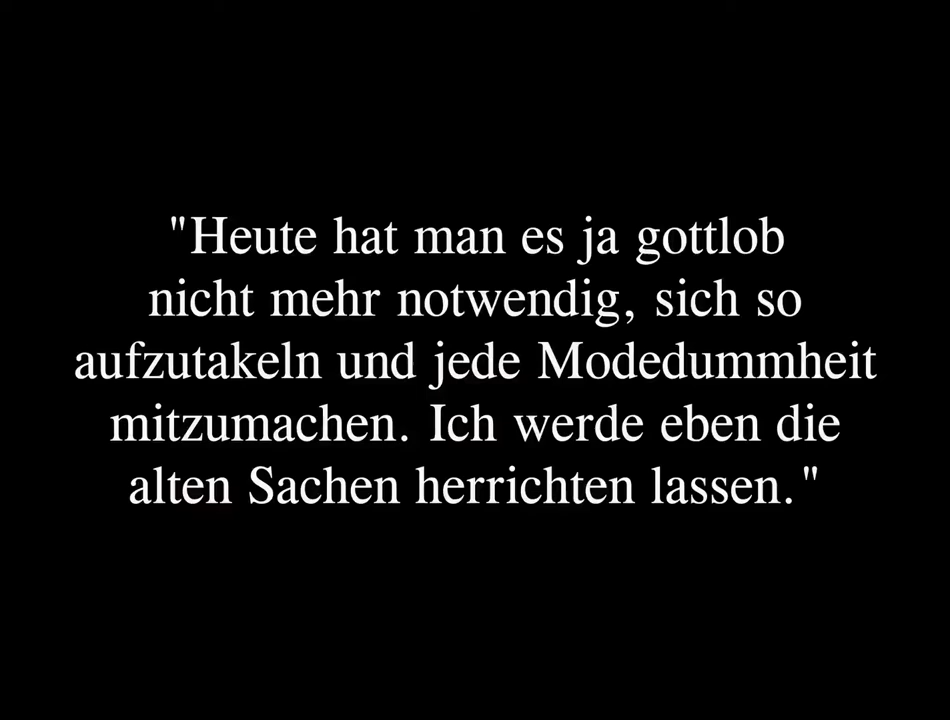 "Heute hat man es ja gottlob
nicht mehr notwendig, sich so
aufzutakeln und jede Modedummheit
mitzumachen. Ich werde eben die
alten Sachen herrichten lassen."